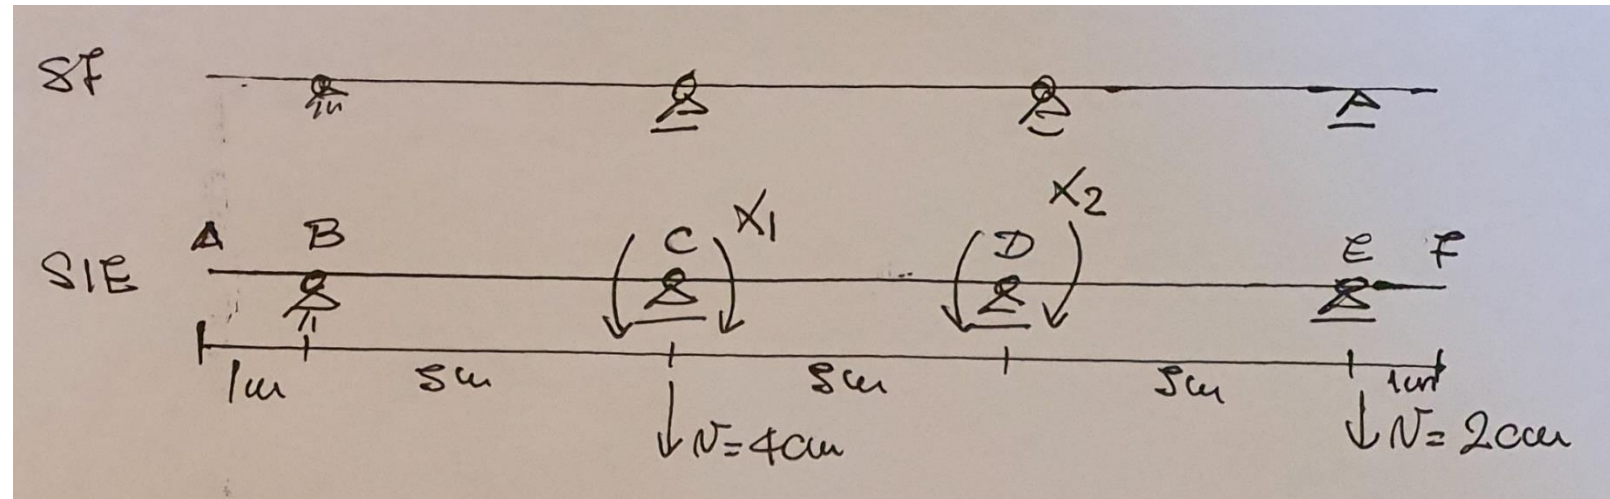 SF
X1 X2
SIE A B C D E F
1m 5m 5m 5m 1m
N=4cm N=2cm